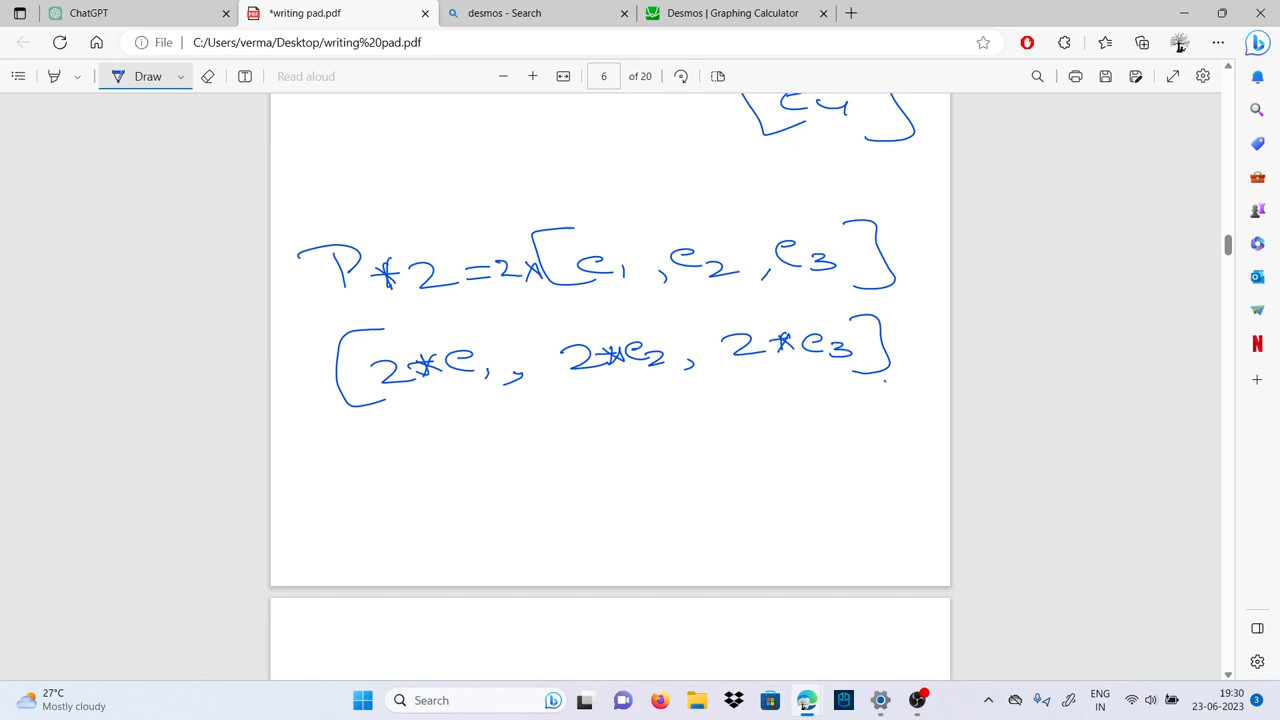 ChatGPT
*writing pad.pdf
desmos - Search
Desmos | Graphing Calculator
File
C:/Users/verma/Desktop/writing%20pad.pdf
Draw
Read aloud
6 of 20
e4]
P*2=2*[e1,e2,e3]
[2*e1, 2*e2, 2*e3]
27°C
Mostly cloudy
Search
ENG
IN
19:30
23-06-2023
3